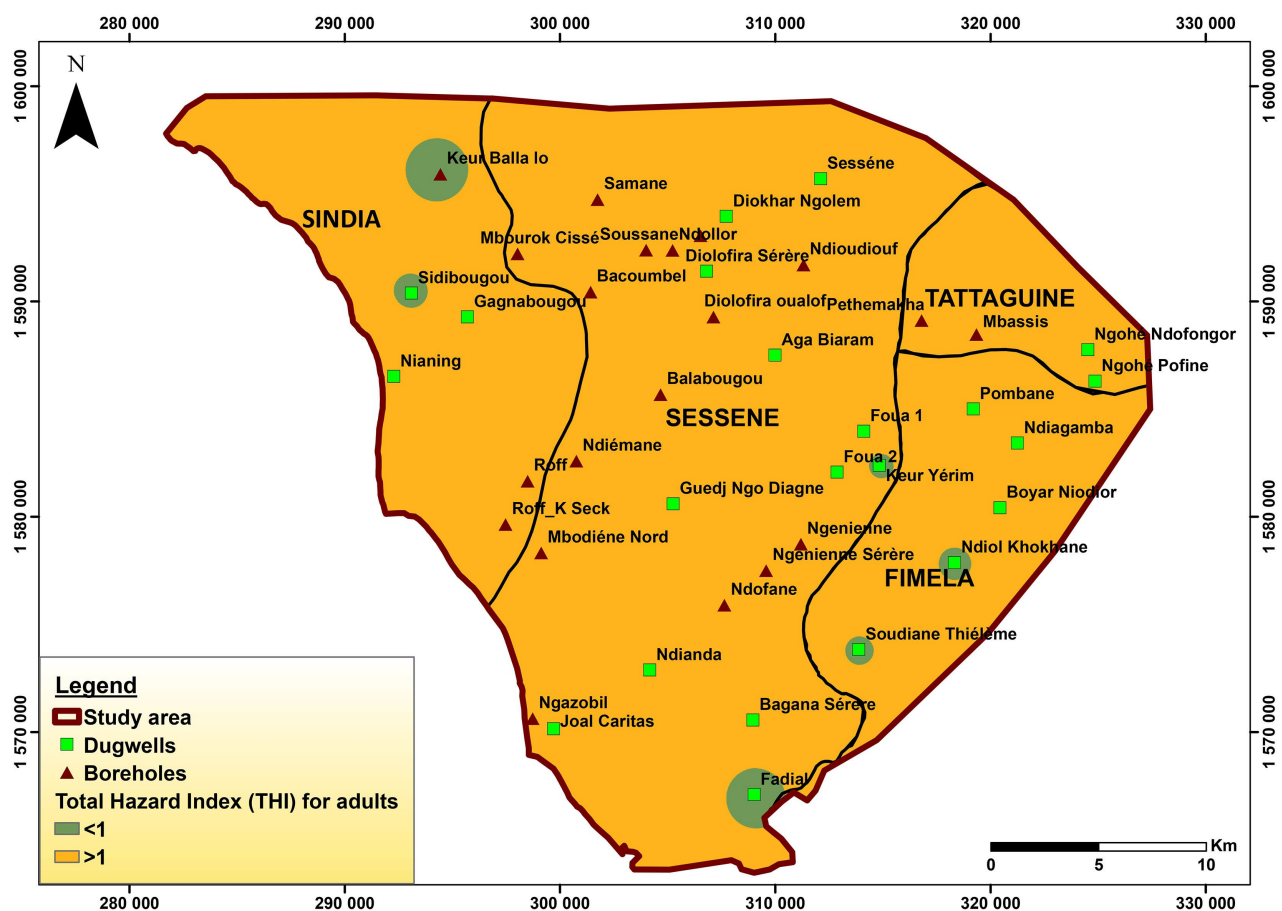 280 000 290 000 300 000 310 000 320 000 330 000
N
1 600 000 1 600 000
Sesséne
Keur Balla lo
Samane
Diokhar Ngolem
SINDIA
Mbourok Cissé Soussane Ndollor
Diolofira Sérère Ndioudiouf
Sidibougou Bacoumbel
Gagnabougou Diolofira oualof Pethemakha TATTAGUINE
1 590 000 1 590 000
Mbassis
Ngohe Ndofongor
Aga Biaram
Nianing Ngohe Pofine
Balabougou
Pombane
SESSENE Foua 1
Ndiagamba
Ndiémane
Roff Foua 2
Keur Yérim
Guedj Ngo Diagne Boyar Niodior
Roff_K Seck
1 580 000 1 580 000
Mbodiéne Nord Ngenienne
Ngenienne Sérère Ndiol Khokhane
FIMELA
Ndofane
Soudiane Thiélème
Ndianda
Ngazobil Bagana Sérere
Joal Caritas
1 570 000 1 570 000
Fadial
Legend
Study area
Dugwells
Boreholes
Total Hazard Index (THI) for adults
<1
>1
Km
0 5 10
280 000 290 000 300 000 310 000 320 000 330 000